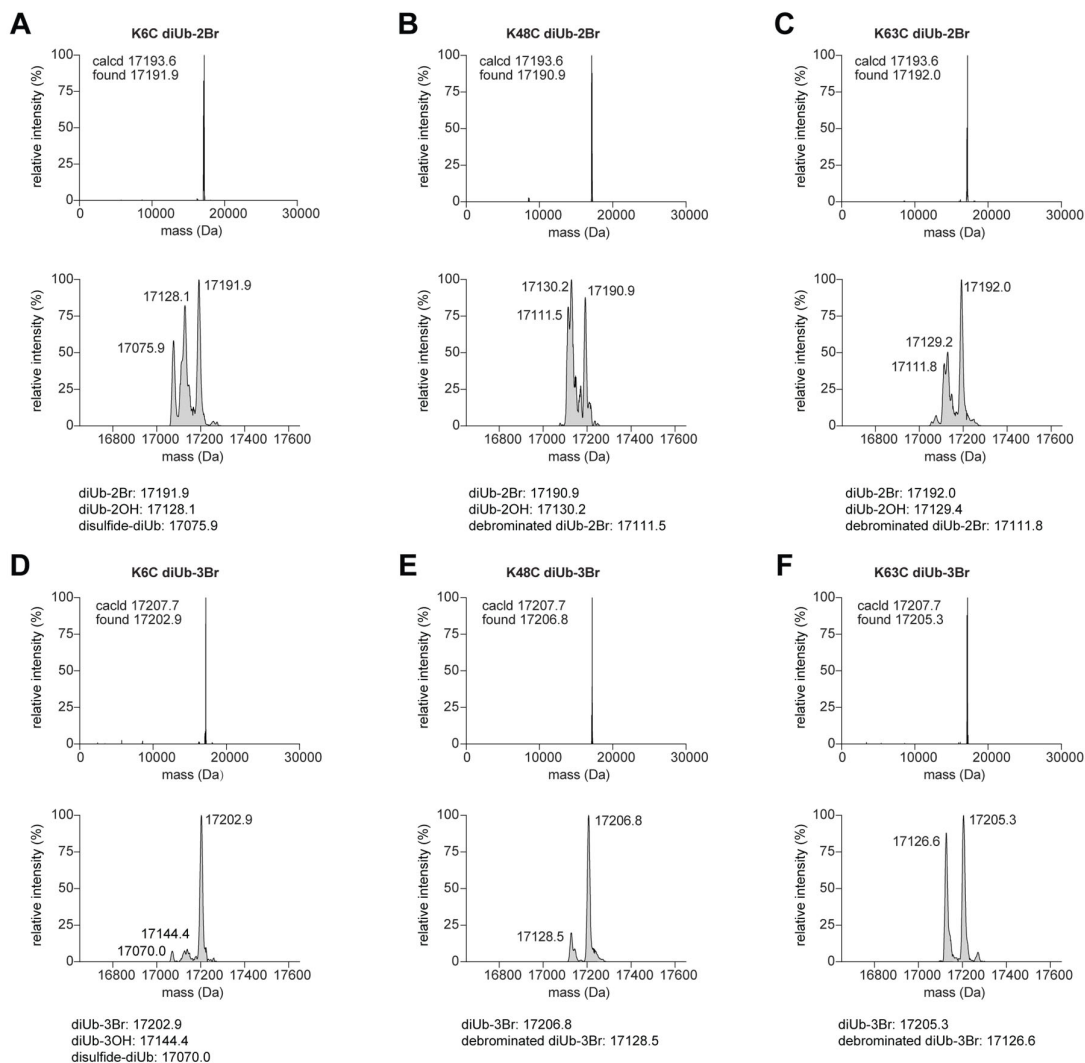 A
K6C diUb-2Br
calcd 17193.6
found 17191.9
relative intensity (%)
100
75
50
25
0
0 10000 20000 30000
mass (Da)
relative intensity (%)
100
75
50
25
0
17191.9
17128.1
17075.9
16800 17000 17200 17400 17600
mass (Da)
diUb-2Br: 17191.9
diUb-2OH: 17128.1
disulfide-diUb: 17075.9
B
K48C diUb-2Br
calcd 17193.6
found 17190.9
relative intensity (%)
100
75
50
25
0
10000 20000 30000
mass (Da)
relative intensity (%)
100
75
50
25
0
17130.2
17190.9
17111.5
16800 17000 17200 17400 17600
mass (Da)
diUb-2Br: 17190.9
diUb-2OH: 17130.2
debrominated diUb-2Br: 17111.5
C
K63C diUb-2Br
calcd 17193.6
found 17192.0
relative intensity (%)
100
75
50
25
0
0 10000 20000 30000
mass (Da)
relative intensity (%)
100
75
50
25
0
17192.0
17129.2
17111.8
16800 17000 17200 17400 17600
mass (Da)
diUb-2Br: 17192.0
diUb-2OH: 17129.4
debrominated diUb-2Br: 17111.8
D
K6C diUb-3Br
cacld 17207.7
found 17202.9
relative intensity (%)
100
75
50
25
0
0 10000 20000 30000
mass (Da)
relative intensity (%)
100
75
50
25
0
17202.9
17144.4
17070.0
16800 17000 17200 17400 17600
mass (Da)
diUb-3Br: 17202.9
diUb-3OH: 17144.4
disulfide-diUb: 17070.0
E
K48C diUb-3Br
cacld 17207.7
found 17206.8
relative intensity (%)
100
75
50
25
0
0 10000 20000 30000
mass (Da)
relative intensity (%)
100
75
50
25
0
17206.8
17128.5
16800 17000 17200 17400 17600
mass (Da)
diUb-3Br: 17206.8
debrominated diUb-3Br: 17128.5
F
K63C diUb-3Br
cacld 17207.7
found 17205.3
relative intensity (%)
100
75
50
25
0
0 10000 20000 30000
mass (Da)
relative intensity (%)
100
75
50
25
0
17205.3
17126.6
16800 17000 17200 17400 17600
mass (Da)
diUb-3Br: 17205.3
debrominated diUb-3Br: 17126.6